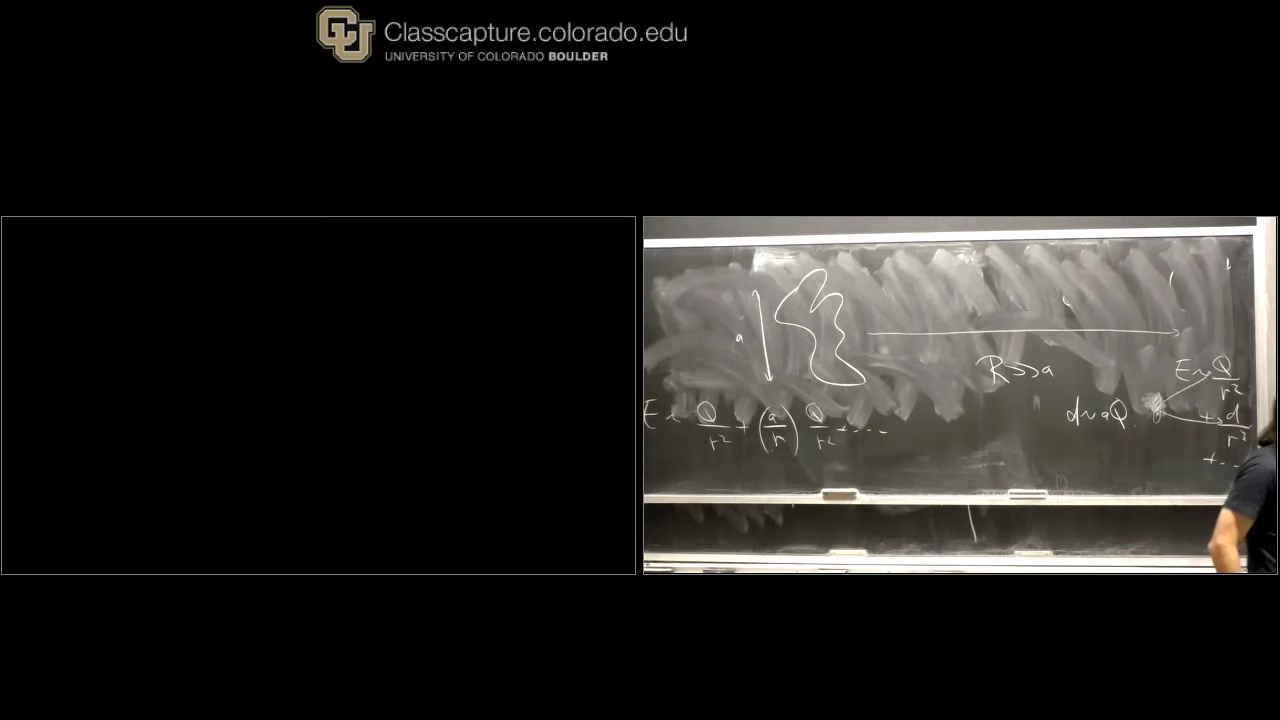 Classcapture.colorado.edu
UNIVERSITY OF COLORADO BOULDER
a
R>>a
E ~ Q/r² + (a/r) Q/r² + ....
d~aQ
E~ Q/r²
+ d/r³
+...